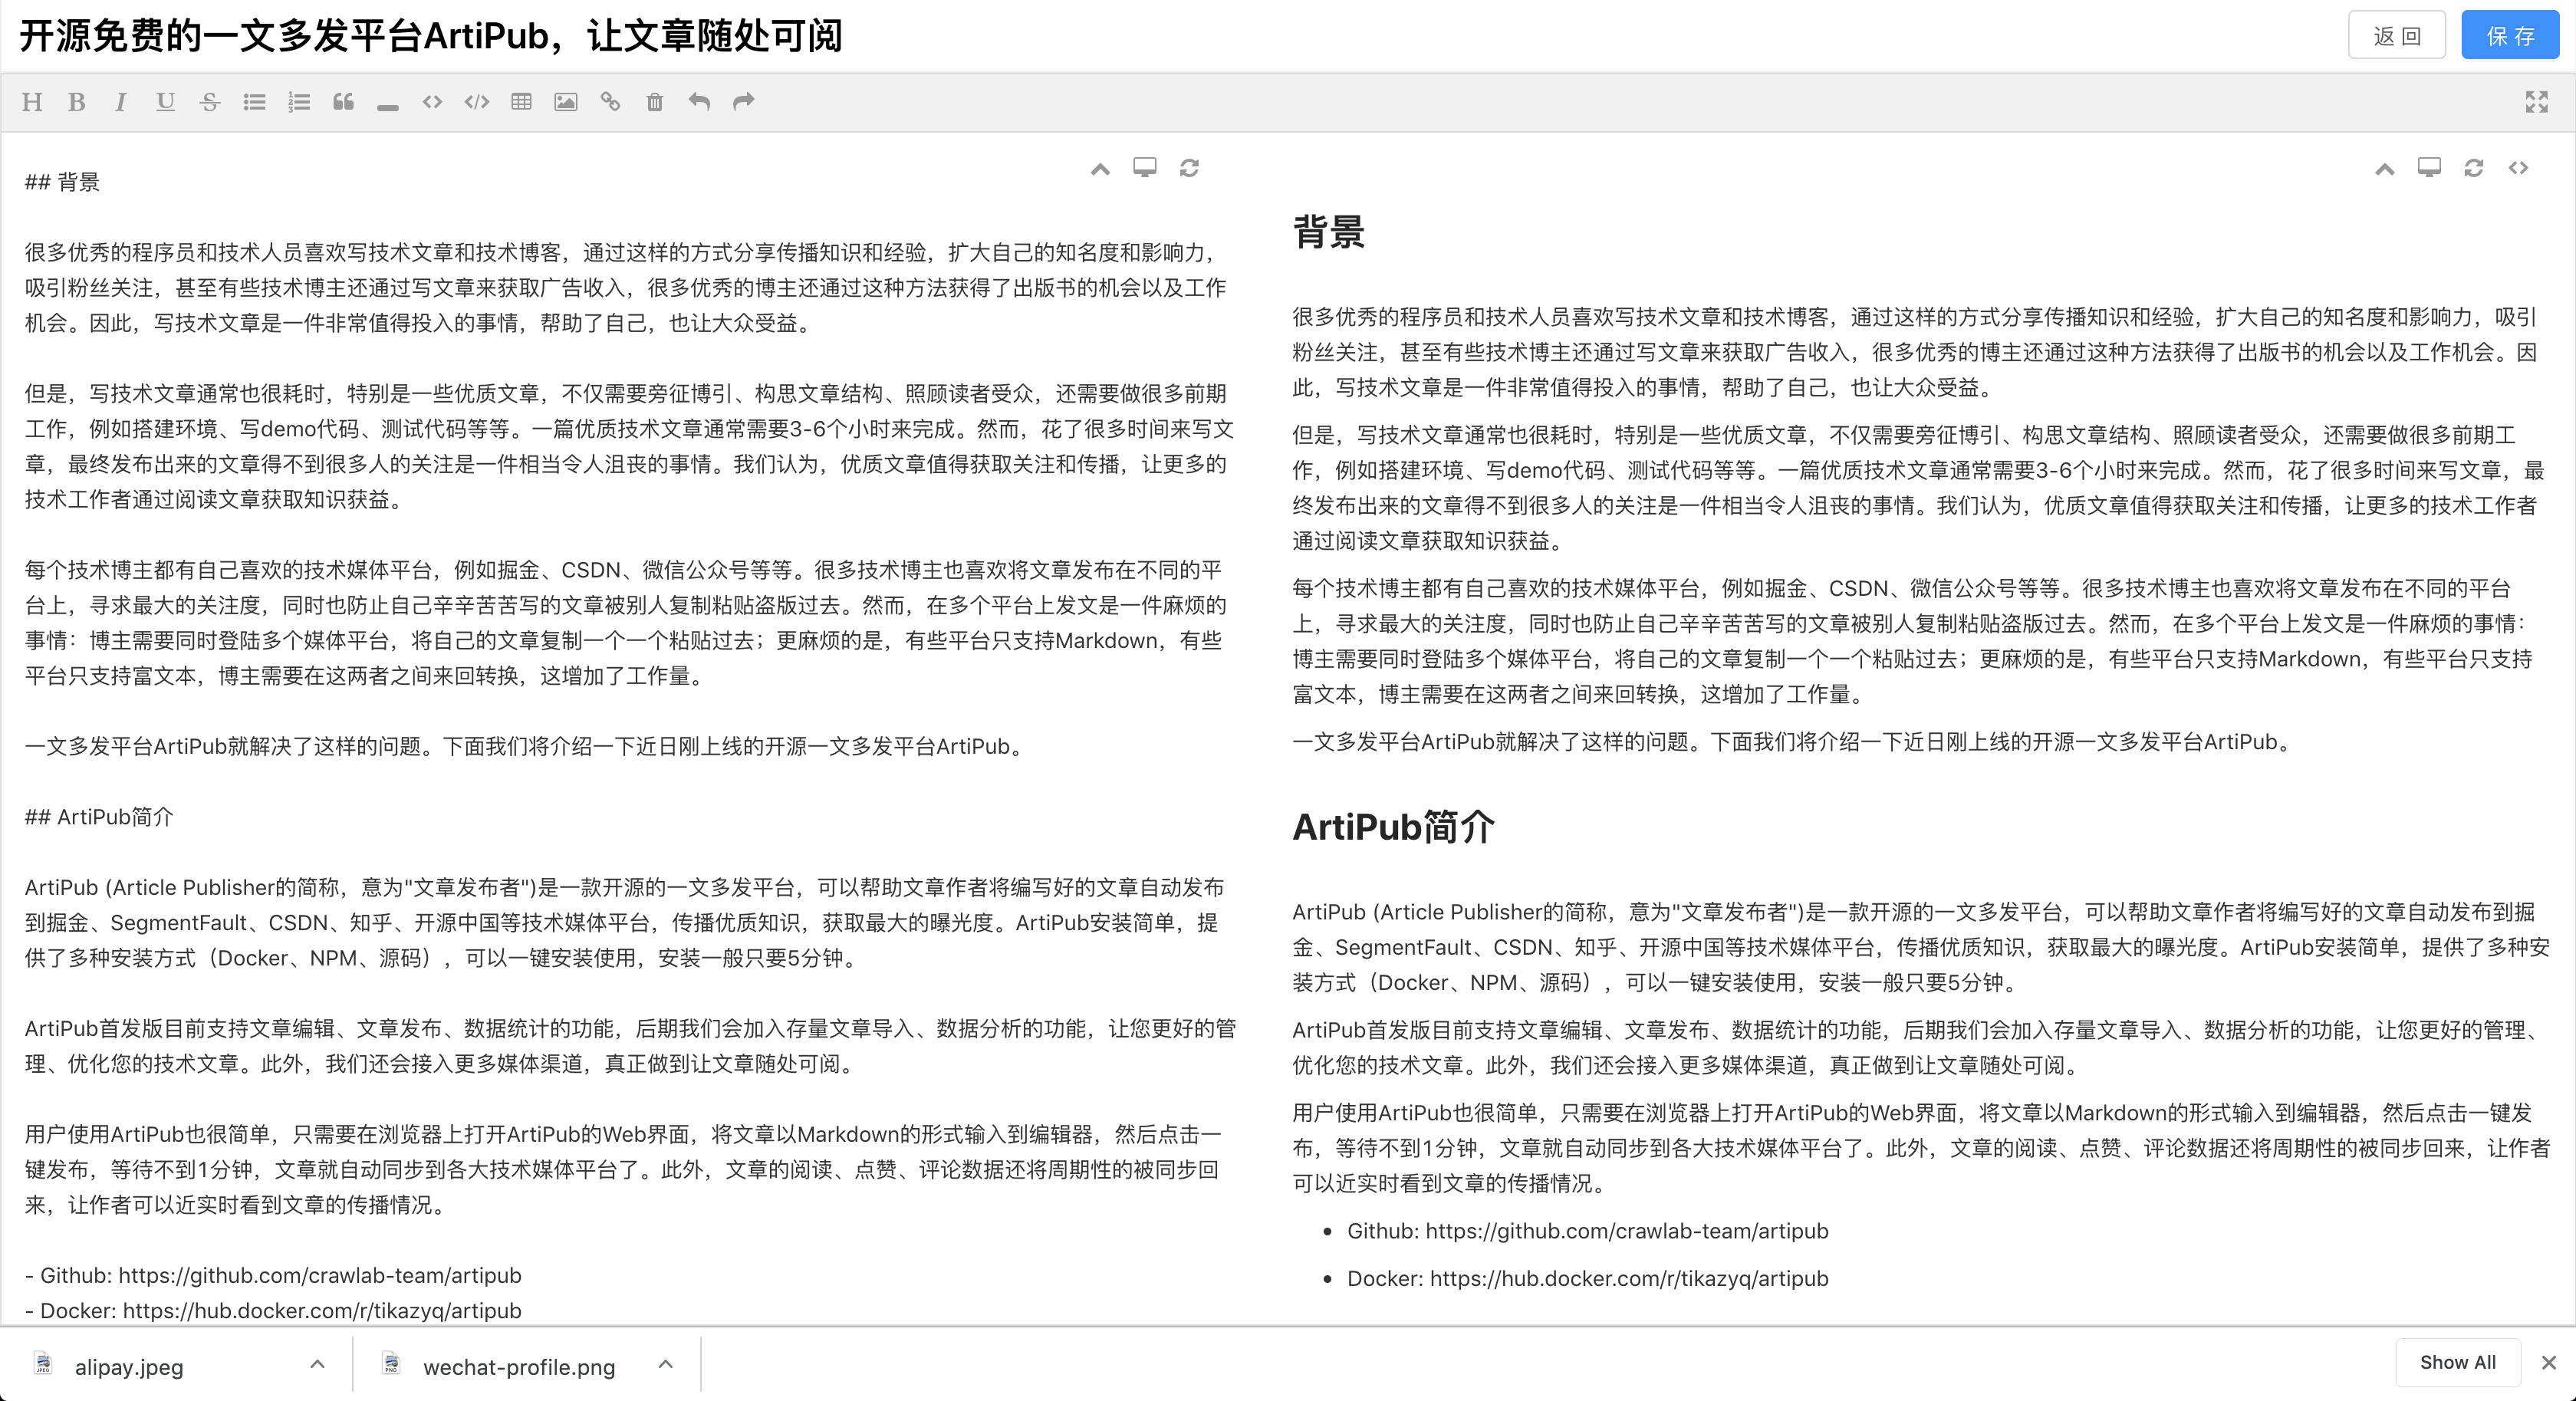 开源免费的一文多发平台ArtiPub，让文章随处可阅
返 回
保 存
## 背景
很多优秀的程序员和技术人员喜欢写技术文章和技术博客，通过这样的方式分享传播知识和经验，扩大自己的知名度和影响力，
吸引粉丝关注，甚至有些技术博主还通过写文章来获取广告收入，很多优秀的博主还通过这种方法获得了出版书的机会以及工作
机会。因此，写技术文章是一件非常值得投入的事情，帮助了自己，也让大众受益。
但是，写技术文章通常也很耗时，特别是一些优质文章，不仅需要旁征博引、构思文章结构、照顾读者受众，还需要做很多前期
工作，例如搭建环境、写demo代码、测试代码等等。一篇优质技术文章通常需要3-6个小时来完成。然而，花了很多时间来写文
章，最终发布出来的文章得不到很多人的关注是一件相当令人沮丧的事情。我们认为，优质文章值得获取关注和传播，让更多的
技术工作者通过阅读文章获取知识获益。
每个技术博主都有自己喜欢的技术媒体平台，例如掘金、CSDN、微信公众号等等。很多技术博主也喜欢将文章发布在不同的平
台上，寻求最大的关注度，同时也防止自己辛辛苦苦写的文章被别人复制粘贴盗版过去。然而，在多个平台上发文是一件麻烦的
事情：博主需要同时登陆多个媒体平台，将自己的文章复制一个一个粘贴过去；更麻烦的是，有些平台只支持Markdown，有些
平台只支持富文本，博主需要在这两者之间来回转换，这增加了工作量。
一文多发平台ArtiPub就解决了这样的问题。下面我们将介绍一下近日刚上线的开源一文多发平台ArtiPub。
## ArtiPub简介
ArtiPub (Article Publisher的简称，意为"文章发布者")是一款开源的一文多发平台，可以帮助文章作者将编写好的文章自动发布
到掘金、SegmentFault、CSDN、知乎、开源中国等技术媒体平台，传播优质知识，获取最大的曝光度。ArtiPub安装简单，提
供了多种安装方式（Docker、NPM、源码），可以一键安装使用，安装一般只要5分钟。
ArtiPub首发版目前支持文章编辑、文章发布、数据统计的功能，后期我们会加入存量文章导入、数据分析的功能，让您更好的管
理、优化您的技术文章。此外，我们还会接入更多媒体渠道，真正做到让文章随处可阅。
用户使用ArtiPub也很简单，只需要在浏览器上打开ArtiPub的Web界面，将文章以Markdown的形式输入到编辑器，然后点击一
键发布，等待不到1分钟，文章就自动同步到各大技术媒体平台了。此外，文章的阅读、点赞、评论数据还将周期性的被同步回
来，让作者可以近实时看到文章的传播情况。
- Github: https://github.com/crawlab-team/artipub
- Docker: https://hub.docker.com/r/tikazyq/artipub
背景
很多优秀的程序员和技术人员喜欢写技术文章和技术博客，通过这样的方式分享传播知识和经验，扩大自己的知名度和影响力，吸引
粉丝关注，甚至有些技术博主还通过写文章来获取广告收入，很多优秀的博主还通过这种方法获得了出版书的机会以及工作机会。因
此，写技术文章是一件非常值得投入的事情，帮助了自己，也让大众受益。
但是，写技术文章通常也很耗时，特别是一些优质文章，不仅需要旁征博引、构思文章结构、照顾读者受众，还需要做很多前期工
作，例如搭建环境、写demo代码、测试代码等等。一篇优质技术文章通常需要3-6个小时来完成。然而，花了很多时间来写文章，最
终发布出来的文章得不到很多人的关注是一件相当令人沮丧的事情。我们认为，优质文章值得获取关注和传播，让更多的技术工作者
通过阅读文章获取知识获益。
每个技术博主都有自己喜欢的技术媒体平台，例如掘金、CSDN、微信公众号等等。很多技术博主也喜欢将文章发布在不同的平台
上，寻求最大的关注度，同时也防止自己辛辛苦苦写的文章被别人复制粘贴盗版过去。然而，在多个平台上发文是一件麻烦的事情：
博主需要同时登陆多个媒体平台，将自己的文章复制一个一个粘贴过去；更麻烦的是，有些平台只支持Markdown，有些平台只支持
富文本，博主需要在这两者之间来回转换，这增加了工作量。
一文多发平台ArtiPub就解决了这样的问题。下面我们将介绍一下近日刚上线的开源一文多发平台ArtiPub。
ArtiPub简介
ArtiPub (Article Publisher的简称，意为"文章发布者")是一款开源的一文多发平台，可以帮助文章作者将编写好的文章自动发布到掘
金、SegmentFault、CSDN、知乎、开源中国等技术媒体平台，传播优质知识，获取最大的曝光度。ArtiPub安装简单，提供了多种安
装方式（Docker、NPM、源码），可以一键安装使用，安装一般只要5分钟。
ArtiPub首发版目前支持文章编辑、文章发布、数据统计的功能，后期我们会加入存量文章导入、数据分析的功能，让您更好的管理、
优化您的技术文章。此外，我们还会接入更多媒体渠道，真正做到让文章随处可阅。
用户使用ArtiPub也很简单，只需要在浏览器上打开ArtiPub的Web界面，将文章以Markdown的形式输入到编辑器，然后点击一键发
布，等待不到1分钟，文章就自动同步到各大技术媒体平台了。此外，文章的阅读、点赞、评论数据还将周期性的被同步回来，让作者
可以近实时看到文章的传播情况。
• Github: https://github.com/crawlab-team/artipub
• Docker: https://hub.docker.com/r/tikazyq/artipub
alipay.jpeg
wechat-profile.png
Show All